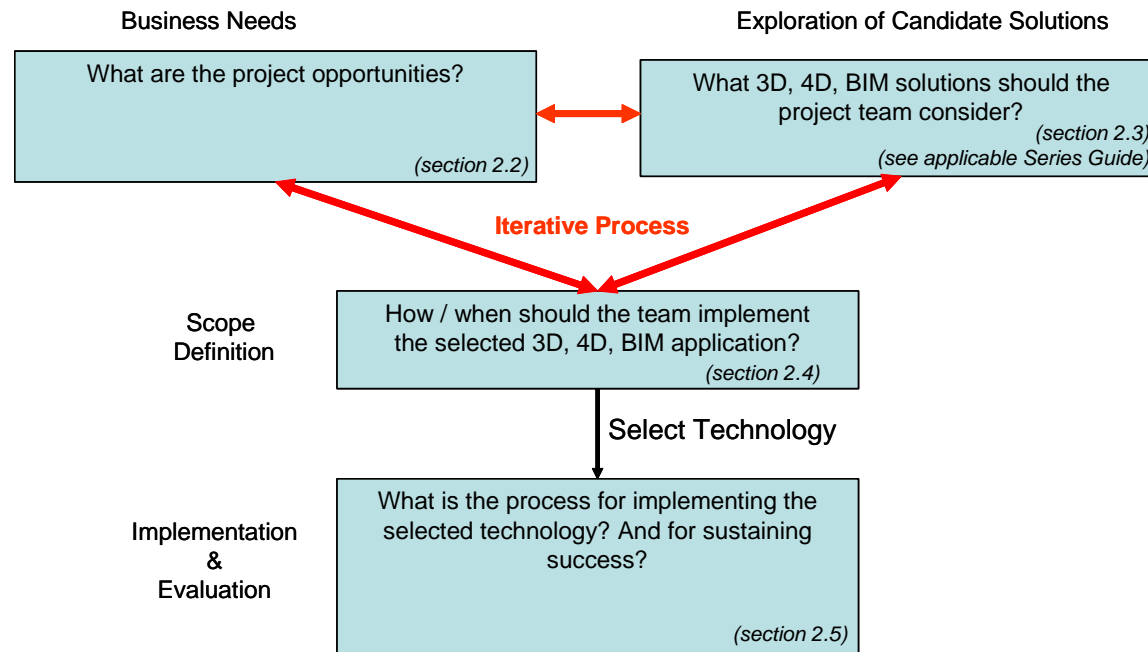 Business Needs
Exploration of Candidate Solutions
What are the project opportunities?
(section 2.2)
What 3D, 4D, BIM solutions should the
project team consider?
(section 2.3)
(see applicable Series Guide)
Iterative Process
Scope
Definition
How / when should the team implement
the selected 3D, 4D, BIM application?
(section 2.4)
Select Technology
Implementation
&
Evaluation
What is the process for implementing the
selected technology? And for sustaining
success?
(section 2.5)